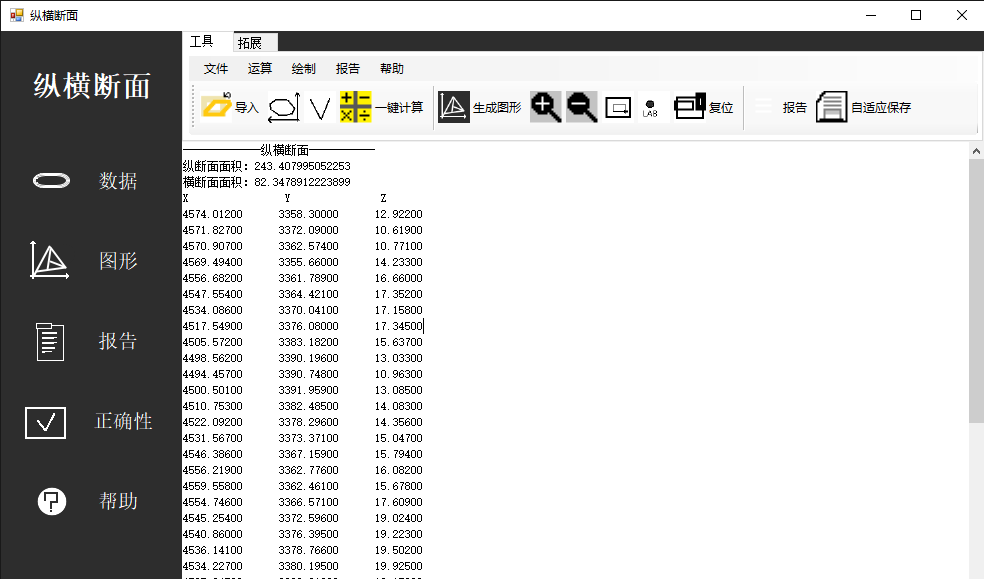 纵横断面
纵横断面
数据
图形
报告
正确性
帮助
工具 拓展
文件 运算 绘制 报告 帮助
导入 一键计算 生成图形 LAB 复位 报告 自适应保存
————————纵横断面————————
纵断面面积: 243.407995052253
横断面面积: 82.3478912223899
X Y Z
4574.01200 3358.30000 12.92200
4571.82700 3372.09000 10.61900
4570.90700 3362.57400 10.77100
4569.49400 3355.66000 14.23300
4556.68200 3361.78900 16.66000
4547.55400 3364.42100 17.35200
4534.08600 3370.04100 17.15800
4517.54900 3376.08000 17.34500
4505.57200 3383.18200 15.63700
4498.56200 3390.19600 13.03300
4494.45700 3390.74800 10.96300
4500.50100 3391.95900 13.08500
4510.75300 3382.48500 14.08300
4522.09200 3378.29600 14.35600
4531.56700 3373.37100 15.04700
4546.38600 3367.15900 15.79400
4556.21900 3362.77600 16.08200
4559.55800 3362.46100 15.67800
4554.74600 3366.57100 17.60900
4545.25400 3372.59600 19.02400
4540.86000 3376.39500 19.22300
4536.14100 3378.76600 19.50200
4534.22700 3380.19500 19.92500